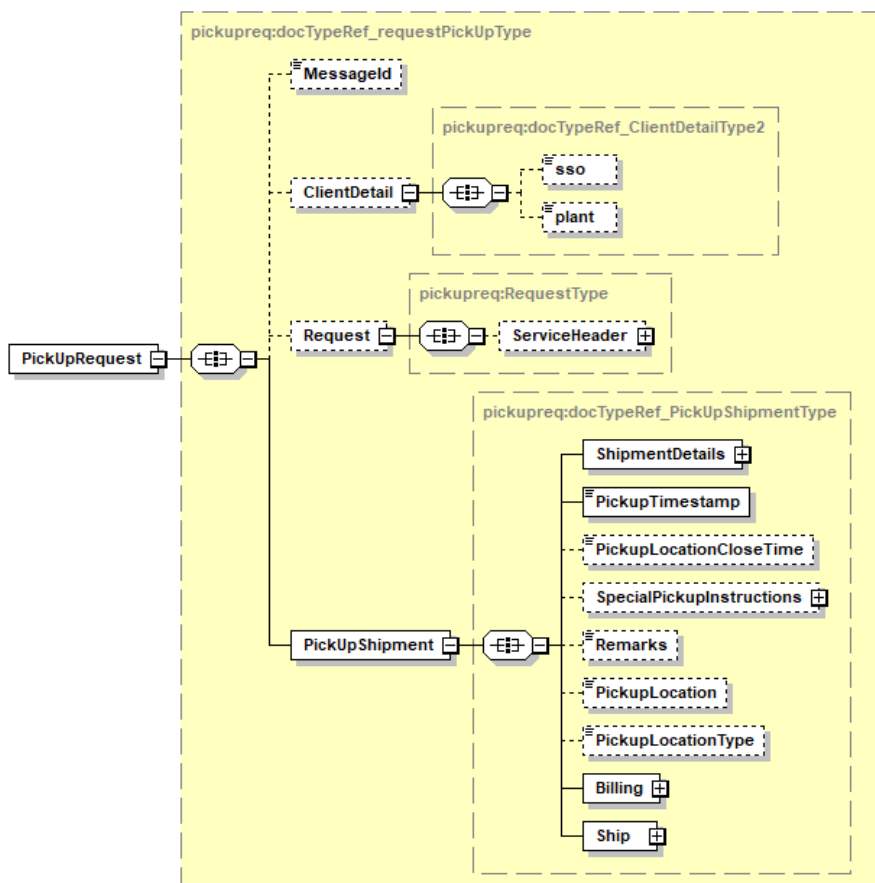 pickupreq:docTypeRef_requestPickUpType
MessageId
pickupreq:docTypeRef_ClientDetailType2
sso
ClientDetail
plant
pickupreq:RequestType
Request
ServiceHeader
PickUpRequest
pickupreq:docTypeRef_PickUpShipmentType
ShipmentDetails
PickupTimestamp
PickupLocationCloseTime
SpecialPickupInstructions
PickUpShipment
Remarks
PickupLocation
PickupLocationType
Billing
Ship